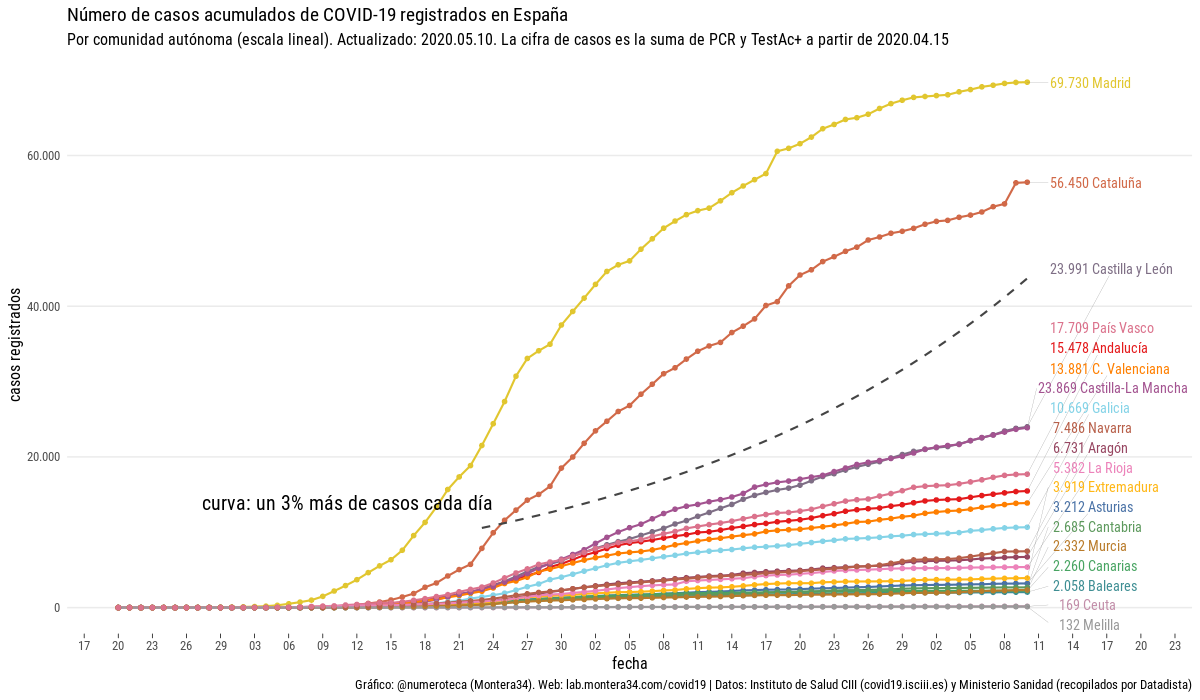 Número de casos acumulados de COVID-19 registrados en España
Por comunidad autónoma (escala lineal). Actualizado: 2020.05.10. La cifra de casos es la suma de PCR y TestAc+ a partir de 2020.04.15
casos registrados
60.000
40.000
20.000
0
69.730 Madrid
56.450 Cataluña
23.991 Castilla y León
17.709 País Vasco
15.478 Andalucía
13.881 C. Valenciana
23.869 Castilla-La Mancha
10.669 Galicia
7.486 Navarra
6.731 Aragón
5.382 La Rioja
3.919 Extremadura
3.212 Asturias
2.685 Cantabria
2.332 Murcia
2.260 Canarias
2.058 Baleares
169 Ceuta
132 Melilla
curva: un 3% más de casos cada día
17 20 23 26 29 03 06 09 12 15 18 21 24 27 30 02 05 08 11 14 17 20 23 26 29 02 05 08 11 17 20 23
fecha
Gráfico: @numeroteca (Montera34). Web: lab.montera34.com/covid19 | Datos: Instituto de Salud CIII (covid19.isciii.es) y Ministerio Sanidad (recopilados por Datadista)